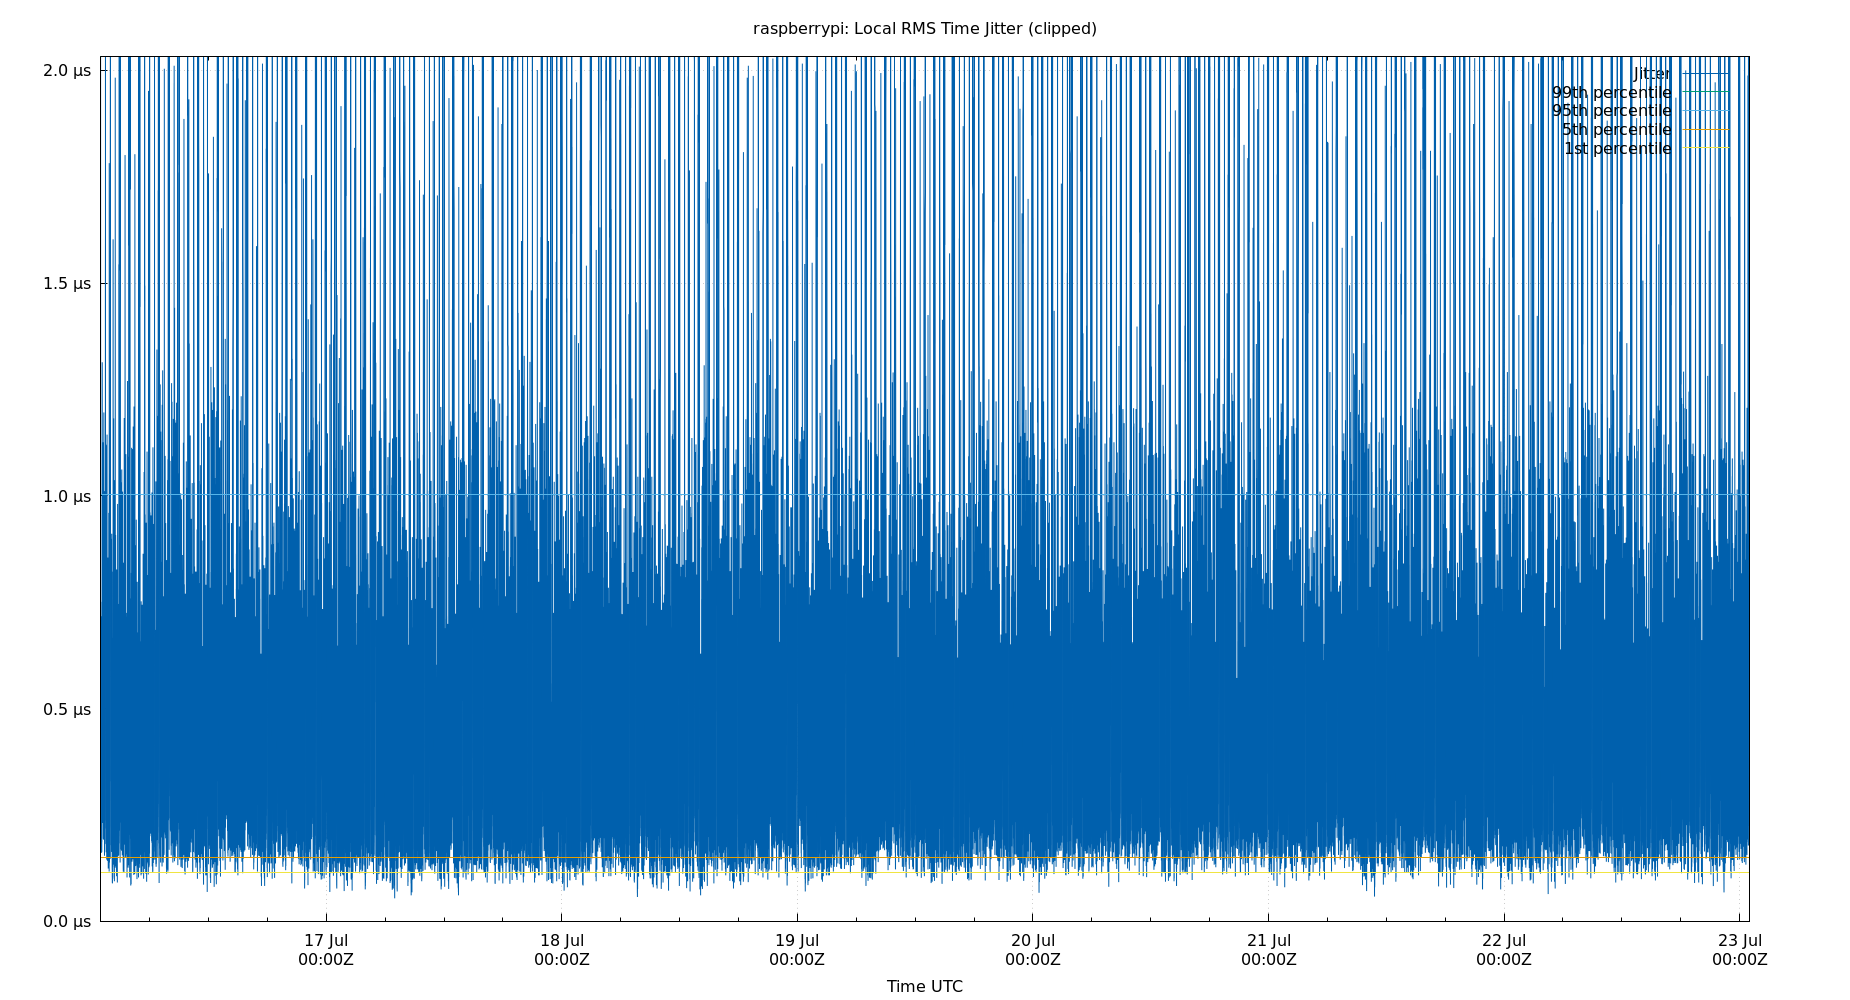 raspberrypi: Local RMS Time Jitter (clipped)
2.0 µs
1.5 µs
1.0 µs
0.5 µs
0.0 µs
Jitter
99th percentile
95th percentile
5th percentile
1st percentile
17 Jul
00:00Z
18 Jul
00:00Z
19 Jul
00:00Z
20 Jul
00:00Z
21 Jul
00:00Z
22 Jul
00:00Z
23 Jul
00:00Z
Time UTC